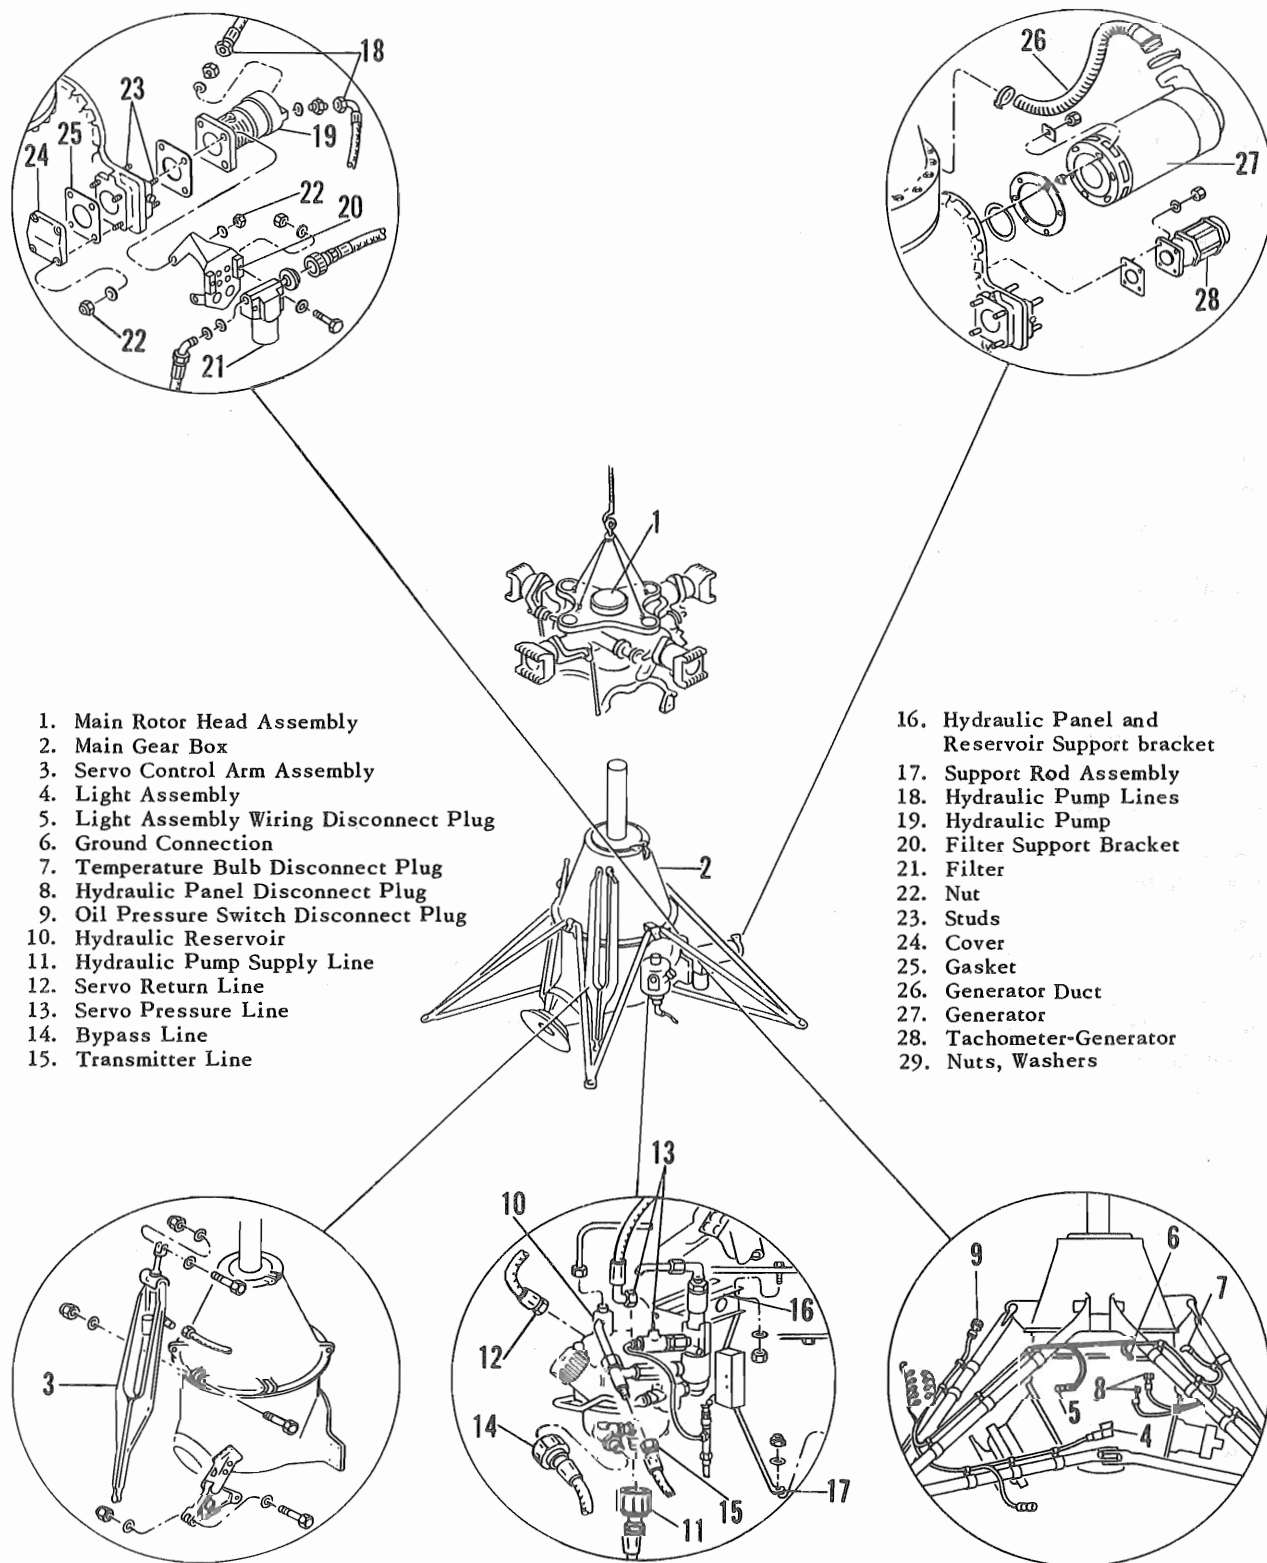 18
23
25
24
19
22
20
22
21
26
27
28
1
1. Main Rotor Head Assembly
2. Main Gear Box
3. Servo Control Arm Assembly
4. Light Assembly
5. Light Assembly Wiring Disconnect Plug
6. Ground Connection
7. Temperature Bulb Disconnect Plug
8. Hydraulic Panel Disconnect Plug
9. Oil Pressure Switch Disconnect Plug
10. Hydraulic Reservoir
11. Hydraulic Pump Supply Line
12. Servo Return Line
13. Servo Pressure Line
14. Bypass Line
15. Transmitter Line
2
16. Hydraulic Panel and
Reservoir Support bracket
17. Support Rod Assembly
18. Hydraulic Pump Lines
19. Hydraulic Pump
20. Filter Support Bracket
21. Filter
22. Nut
23. Studs
24. Cover
25. Gasket
26. Generator Duct
27. Generator
28. Tachometer-Generator
29. Nuts, Washers
3
13
10
16
12
14
17
15
11
9
6
7
8
5
4